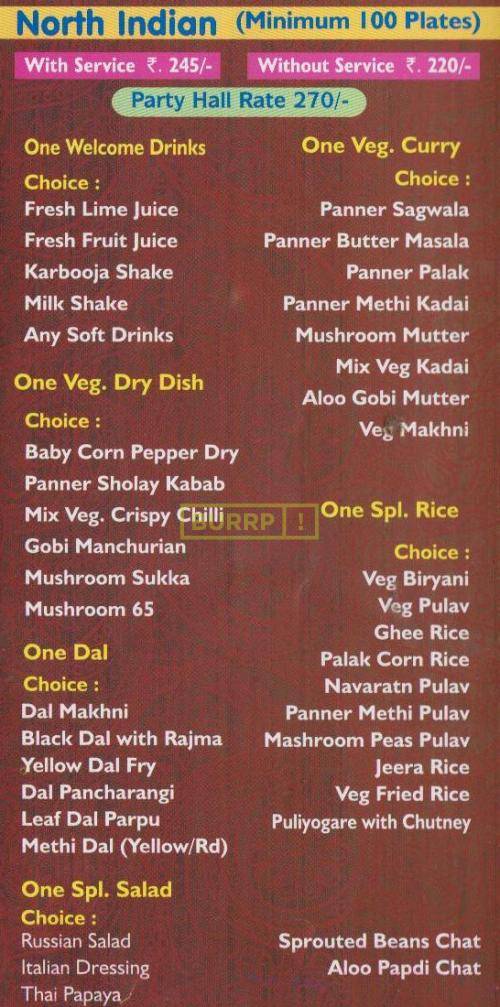 North Indian (Minimum 100 Plates)
With Service ₹. 245/-
Without Service ₹. 220/-
Party Hall Rate 270/-
One Welcome Drinks
Choice :
Fresh Lime Juice
Fresh Fruit Juice
Karbooja Shake
Milk Shake
Any Soft Drinks
One Veg. Dry Dish
Choice :
Baby Corn Pepper Dry
Panner Sholay Kabab
Mix Veg. Crispy Chilli
Gobi Manchurian
Mushroom Sukka
Mushroom 65
One Dal
Choice :
Dal Makhni
Black Dal with Rajma
Yellow Dal Fry
Dal Pancharangi
Leaf Dal Parpu
Methi Dal (Yellow/Rd)
One Spl. Salad
Choice :
Russian Salad
Italian Dressing
Thai Papaya
One Veg. Curry
Choice :
Panner Sagwala
Panner Butter Masala
Panner Palak
Panner Methi Kadai
Mushroom Mutter
Mix Veg Kadai
Aloo Gobi Mutter
Veg Makhni
One Spl. Rice
Choice :
Veg Biryani
Veg Pulav
Ghee Rice
Palak Corn Rice
Navaratn Pulav
Panner Methi Pulav
Mashroom Peas Pulav
Jeera Rice
Veg Fried Rice
Puliyogare with Chutney
Sprouted Beans Chat
Aloo Papdi Chat
BURRP !